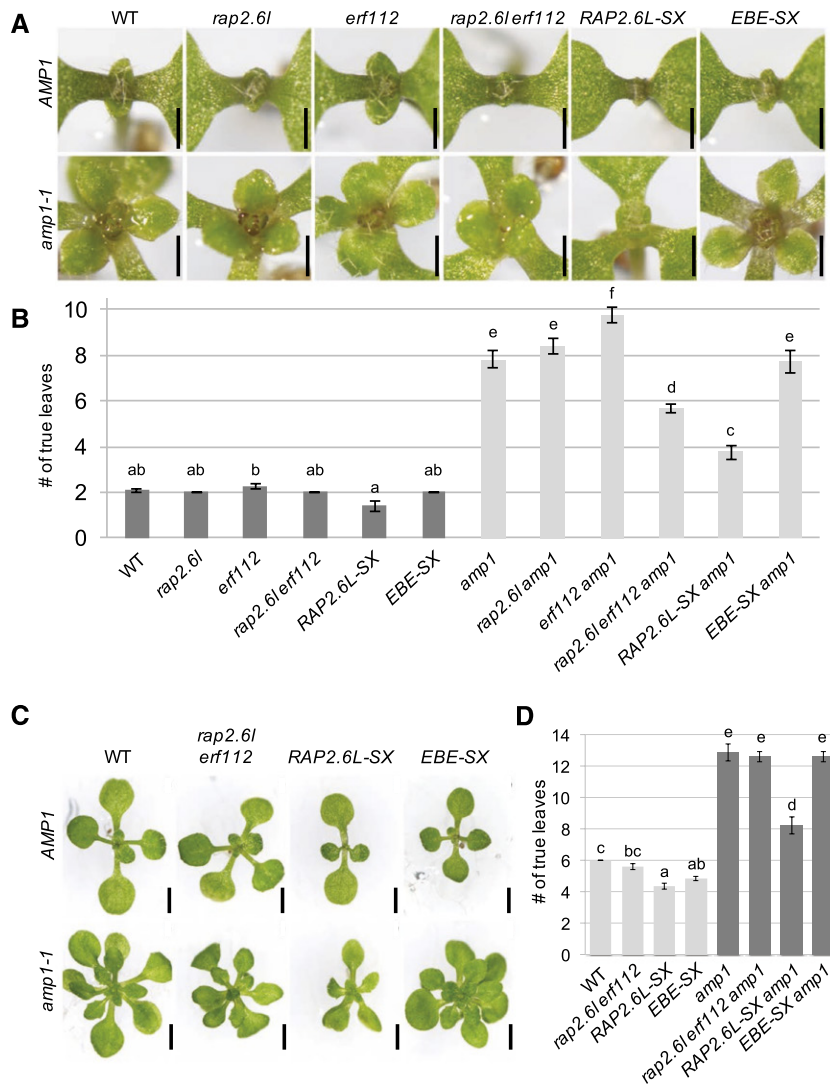 A
WT rap2.6l erf112 rap2.6l erf112 RAP2.6L-SX EBE-SX
AMP1
amp1-1
B
# of true leaves
10
8
6
4
2
0
ab ab b ab a ab e e f d c e
WT rap2.6l erf112 rap2.6l erf112 RAP2.6L-SX EBE-SX amp1 rap2.6l amp1 erf112 amp1 rap2.6l erf112 amp1 RAP2.6L-SX amp1 EBE-SX amp1
C
WT rap2.6l erf112 RAP2.6L-SX EBE-SX
AMP1
amp1-1
D
# of true leaves
14
12
10
8
6
4
2
0
c bc a ab e e d e
WT rap2.6l erf112 RAP2.6L-SX EBE-SX amp1 rap2.6l erf112 amp1 RAP2.6L-SX amp1 EBE-SX amp1